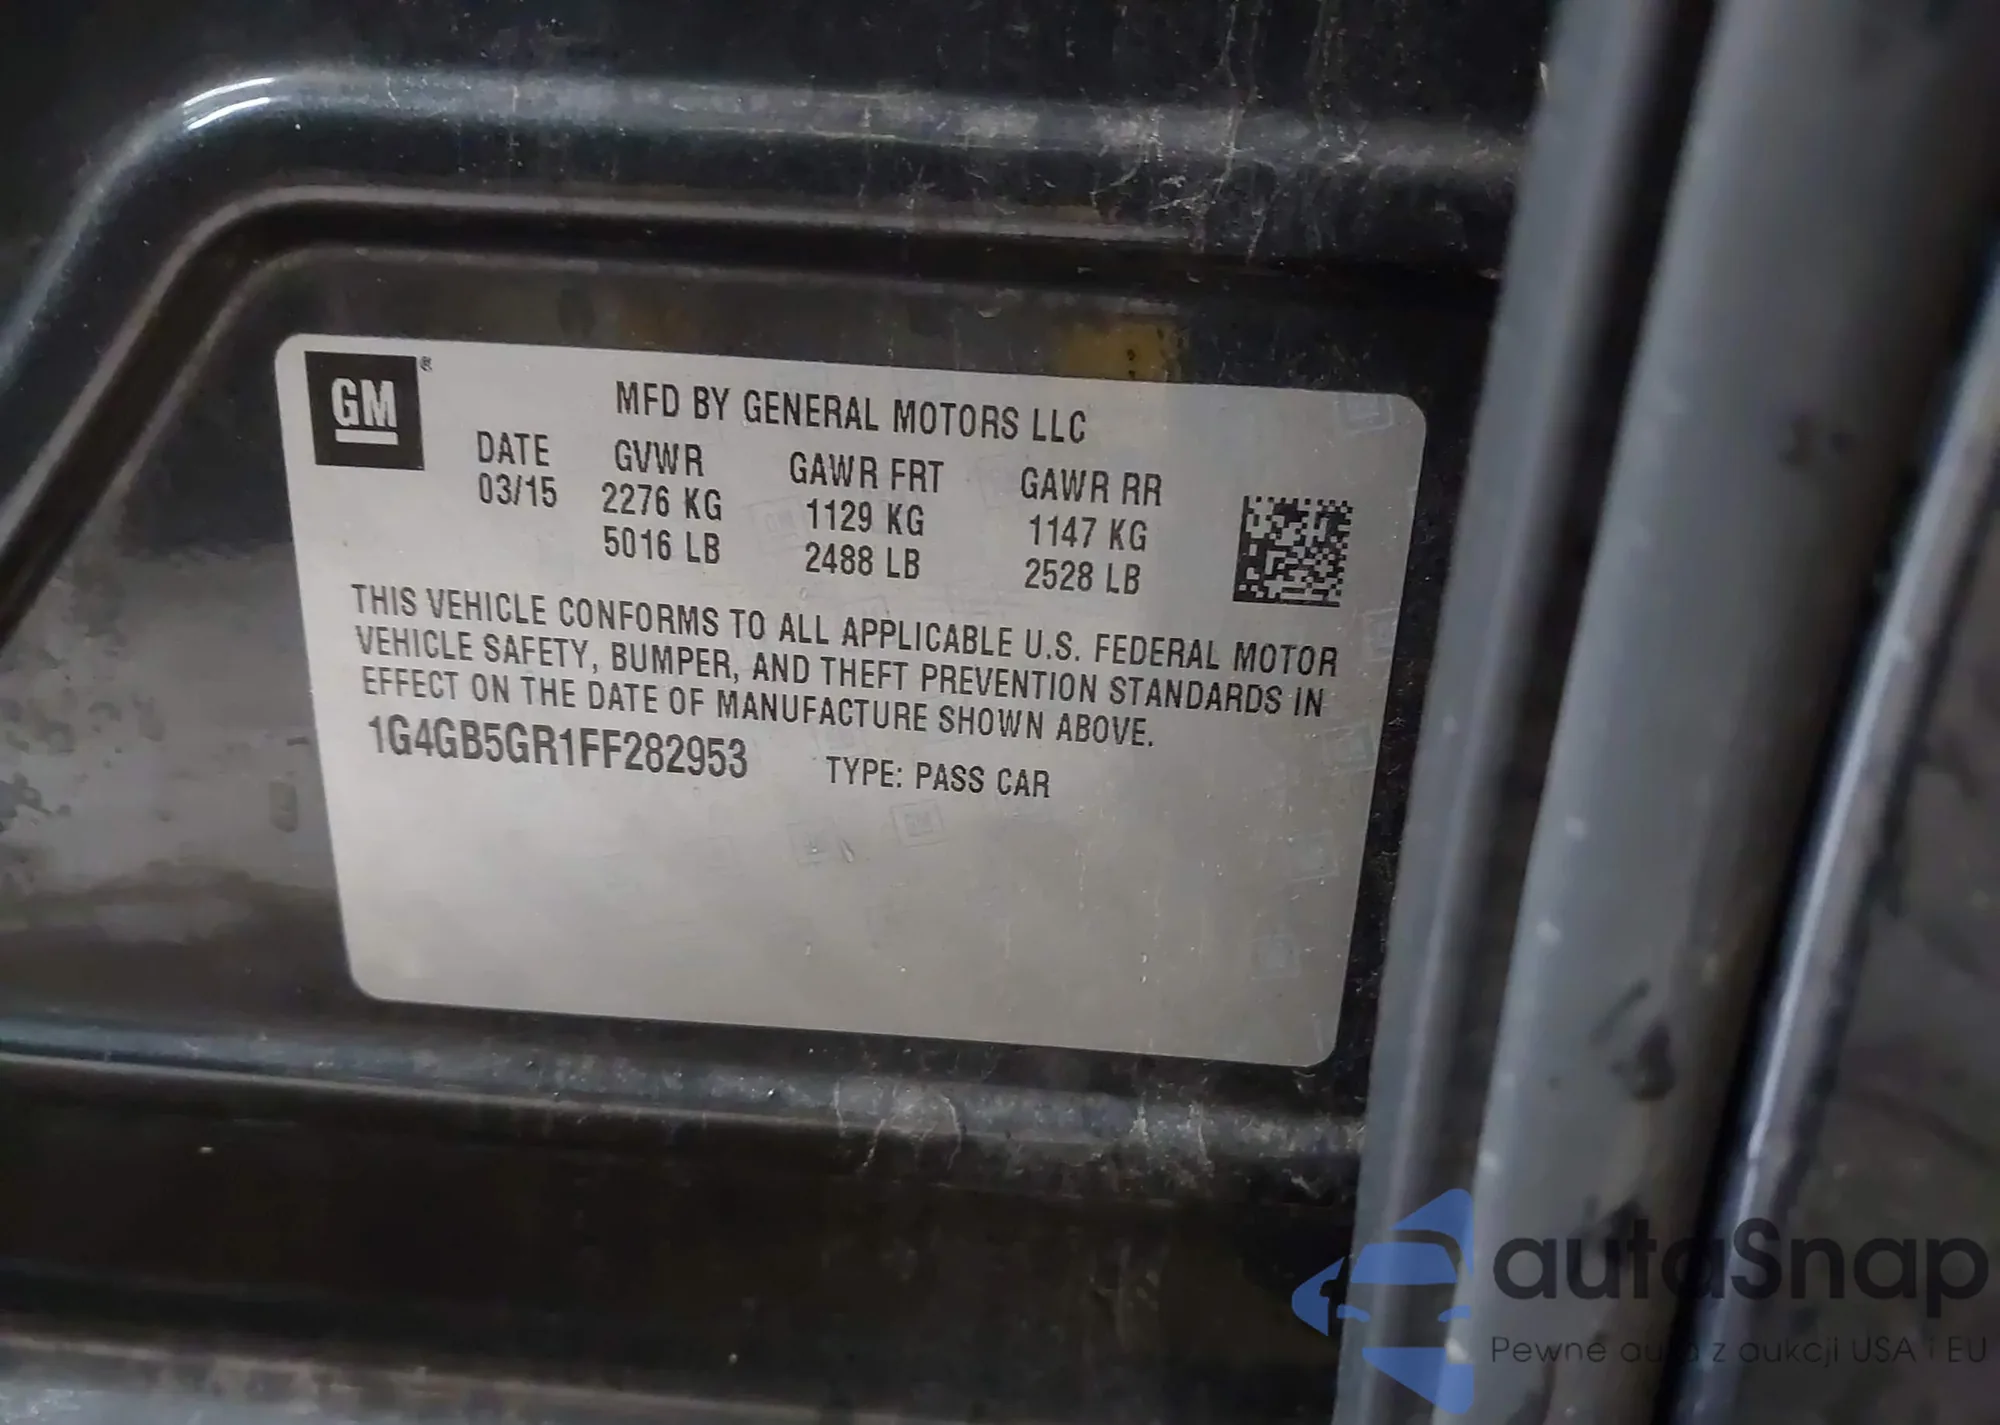 GM ®
MFD BY GENERAL MOTORS LLC
DATE GVWR GAWR FRT GAWR RR
03/15 2276 KG 1129 KG 1147 KG
5016 LB 2488 LB 2528 LB
THIS VEHICLE CONFORMS TO ALL APPLICABLE U.S. FEDERAL MOTOR
VEHICLE SAFETY, BUMPER, AND THEFT PREVENTION STANDARDS IN
EFFECT ON THE DATE OF MANUFACTURE SHOWN ABOVE.
1G4GB5GR1FF282953 TYPE: PASS CAR
autaSnap
Pewne auta z aukcji USA i EU